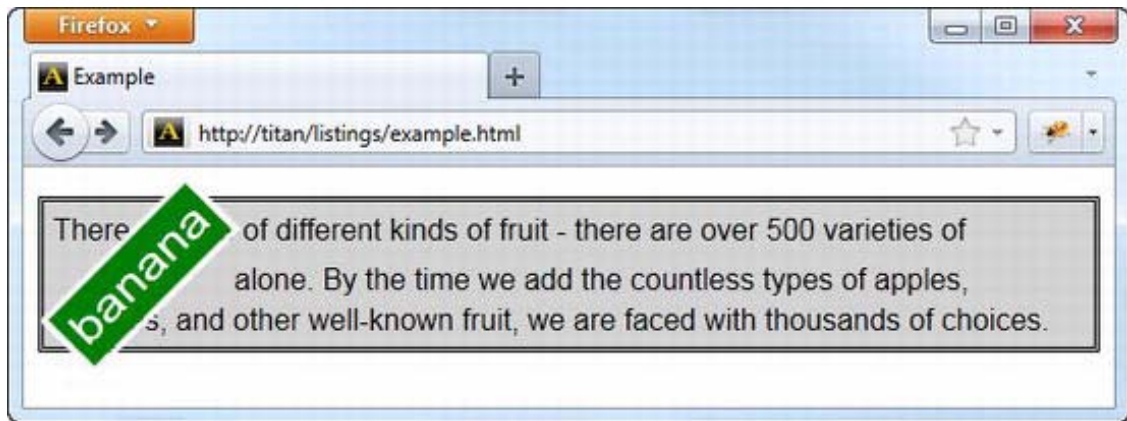 Firefox
Example
http://titan/listings/example.html
There of different kinds of fruit - there are over 500 varieties of
banana
alone. By the time we add the countless types of apples,
s, and other well-known fruit, we are faced with thousands of choices.